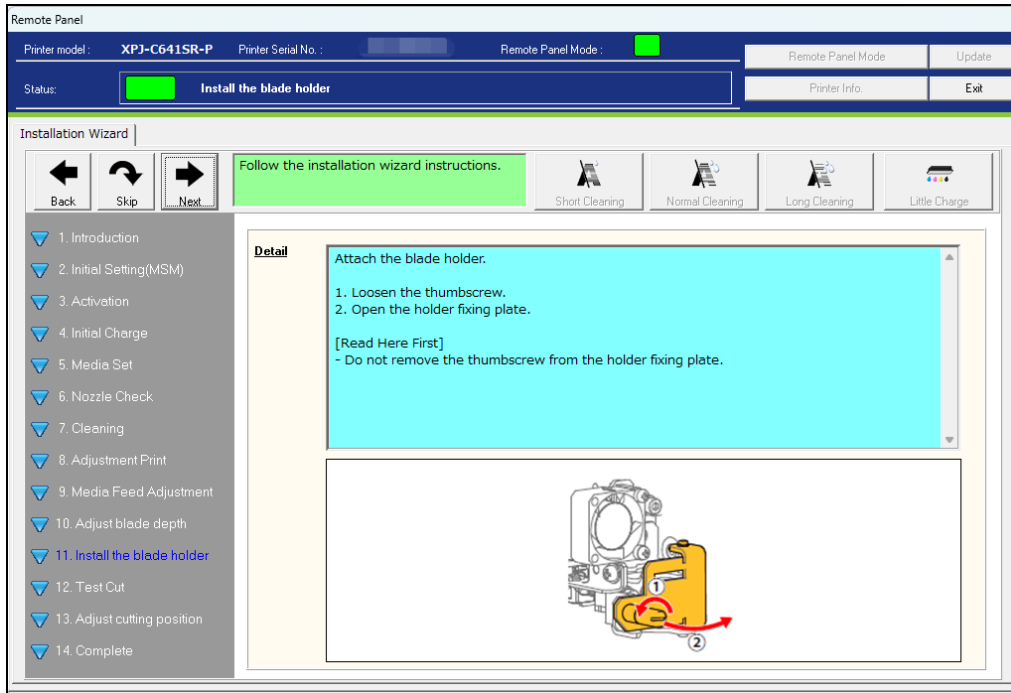 Remote Panel
Printer model : XPJ-C641SR-P Printer Serial No. : Remote Panel Mode :
Remote Panel Mode Update
Status: Install the blade holder
Printer Info. Exit
Installation Wizard
Follow the installation wizard instructions.
Back Skip Next Short Cleaning Normal Cleaning Long Cleaning Little Charge
1. Introduction
2. Initial Setting(MSM)
3. Activation
4. Initial Charge
5. Media Set
6. Nozzle Check
7. Cleaning
8. Adjustment Print
9. Media Feed Adjustment
10. Adjust blade depth
11. Install the blade holder
12. Test Cut
13. Adjust cutting position
14. Complete
Detail
Attach the blade holder.
1. Loosen the thumbscrew.
2. Open the holder fixing plate.
[Read Here First]
- Do not remove the thumbscrew from the holder fixing plate.
1
2